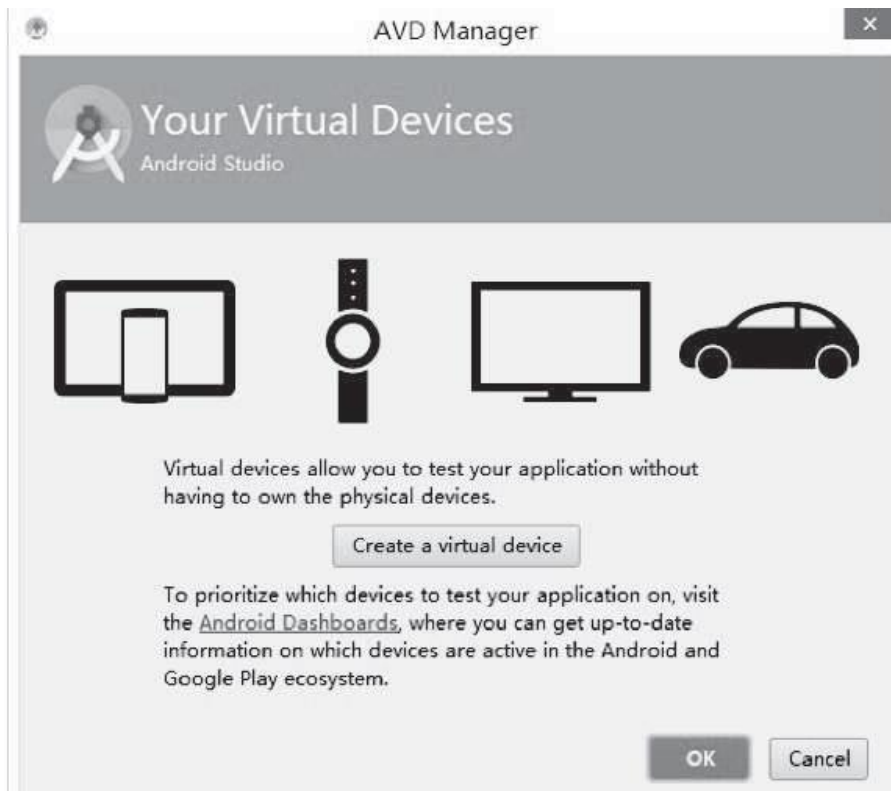 AVD Manager
Your Virtual Devices
Android Studio
Virtual devices allow you to test your application without
having to own the physical devices.
Create a virtual device
To prioritize which devices to test your application on, visit
the Android Dashboards, where you can get up-to-date
information on which devices are active in the Android and
Google Play ecosystem.
OK
Cancel